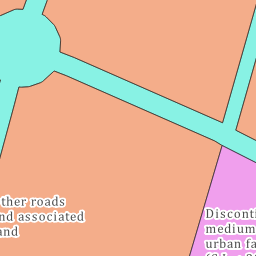 ther roads
nd associated
and
Disconti
medium
urban fa